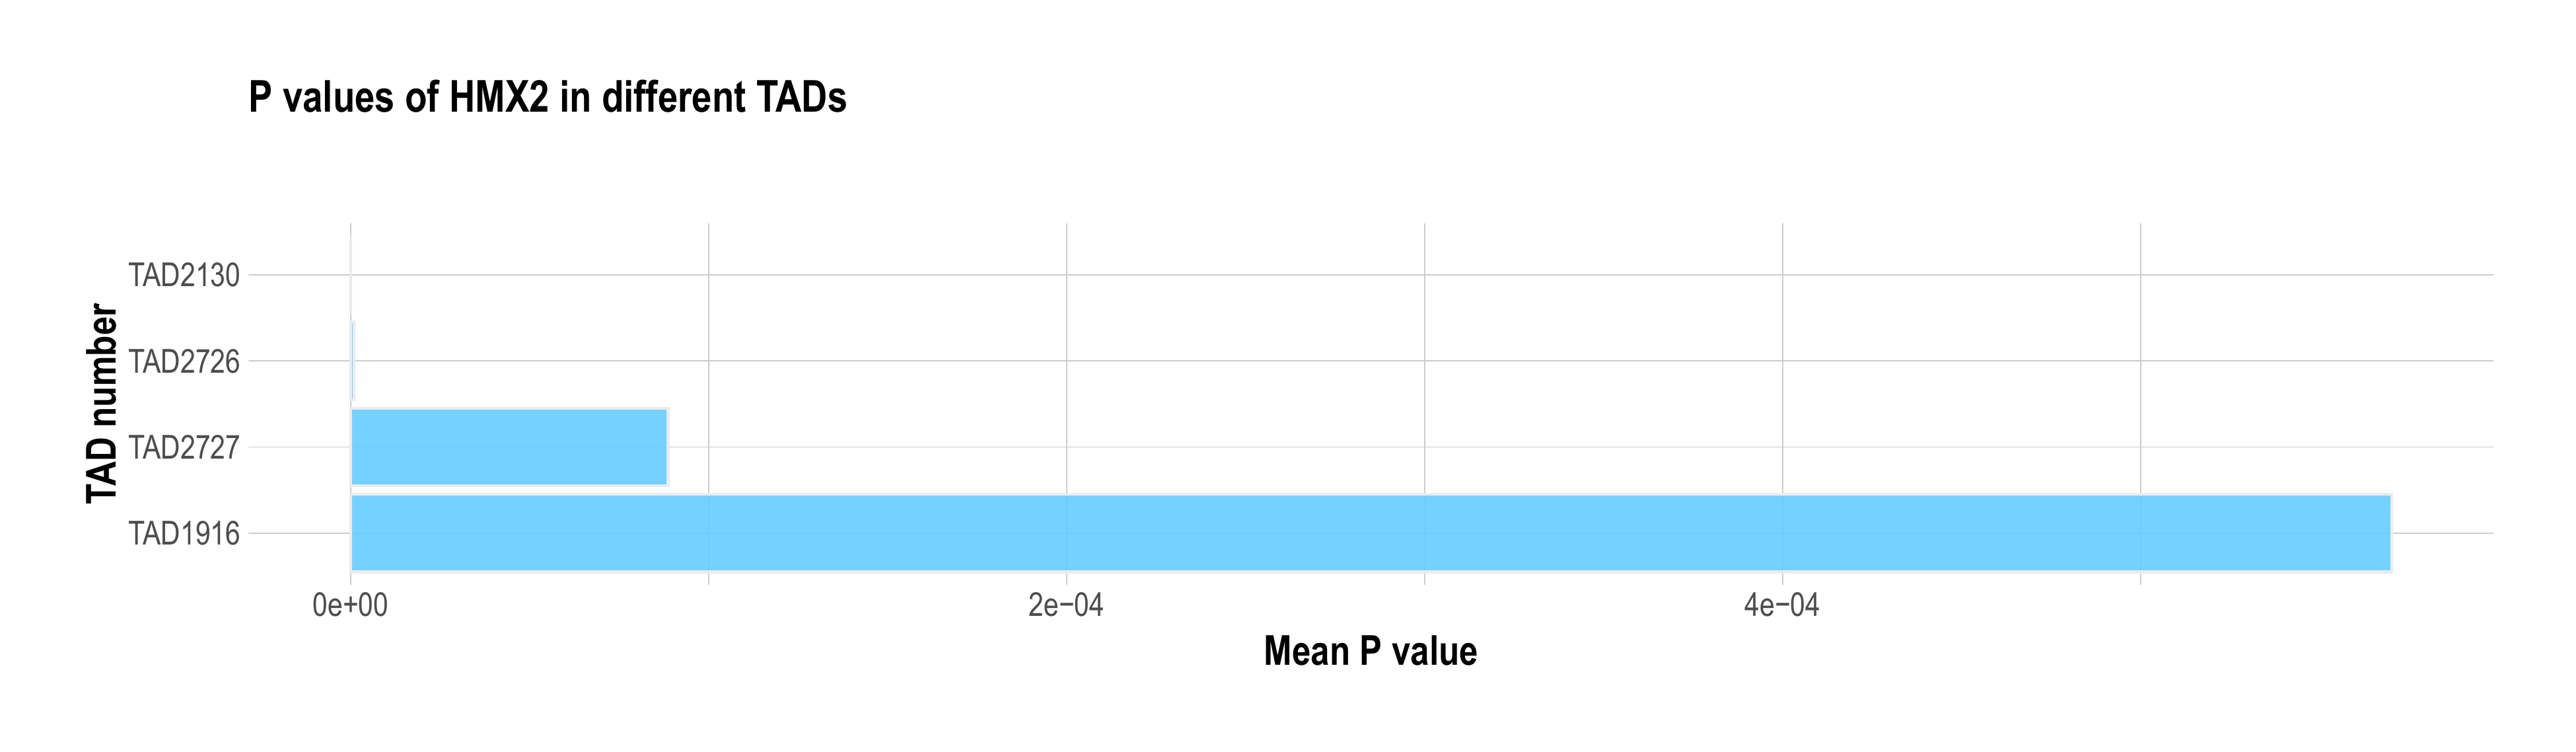 P values of HMX2 in different TADs
TAD number
TAD2130
TAD2726
TAD2727
TAD1916
0e+00
2e−04
4e−04
Mean P value